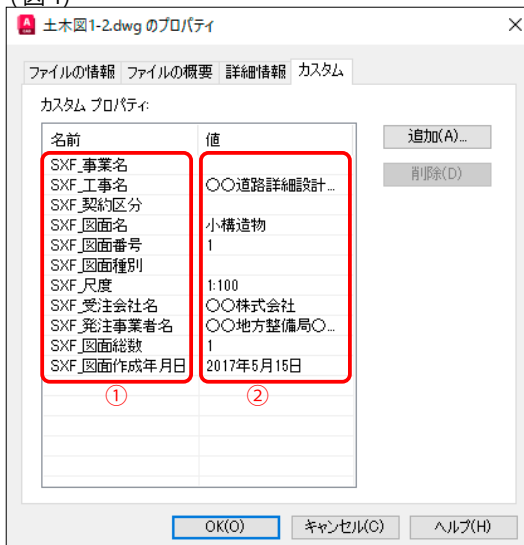 (図4)
土木図1-2.dwg のプロパティ
ファイルの情報 ファイルの概要 詳細情報 カスタム
カスタム プロパティ:
名前 値
追加(A)...
削除(D)
SXF_事業名
SXF_工事名 〇〇道路詳細設計...
SXF_契約区分
SXF_図面名 小構造物
SXF_図面番号 1
SXF_図面種別
SXF_尺度 1:100
SXF_受注会社名 〇〇株式会社
SXF_発注事業者名 〇〇地方整備局〇...
SXF_図面総数 1
SXF_図面作成年月日 2017年5月15日
① ②
OK(O) キャンセル(C) ヘルプ(H)